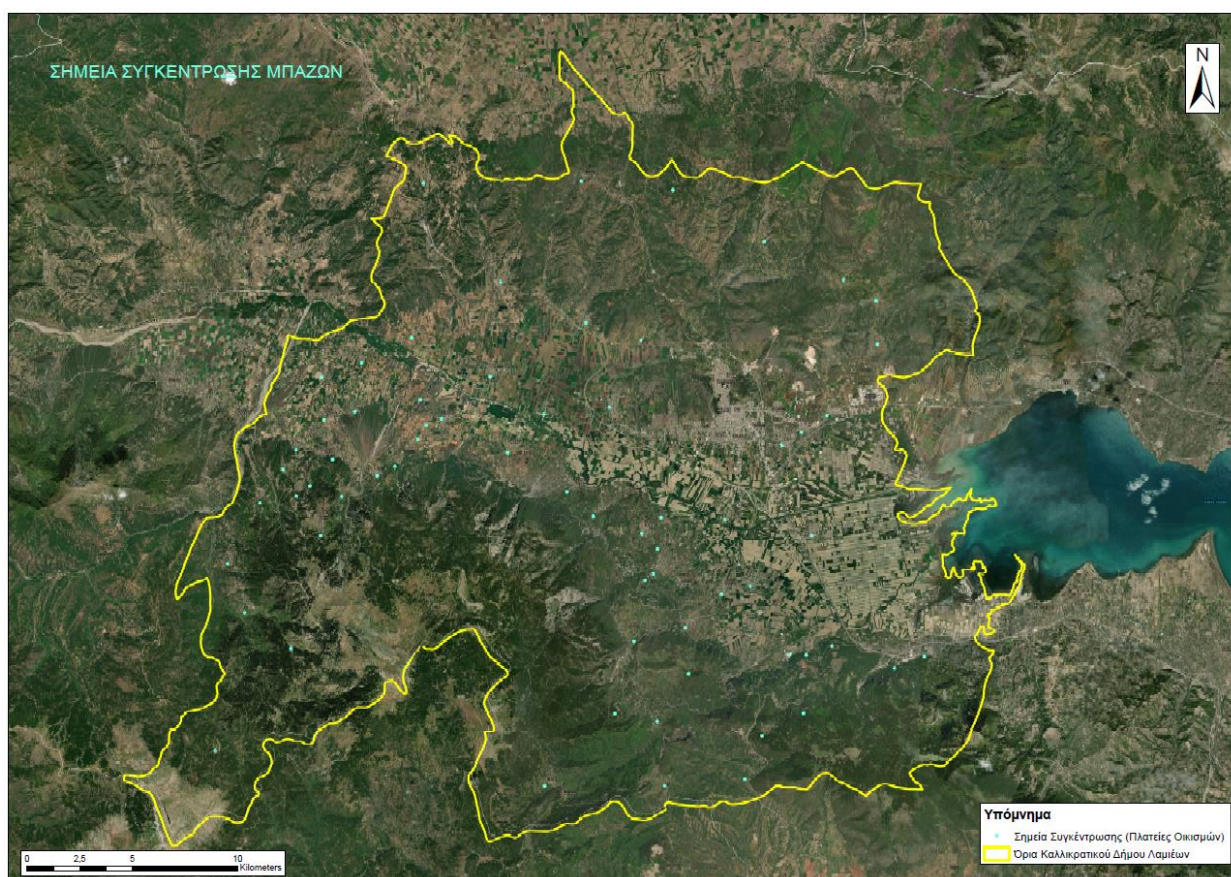 ΣΗΜΕΙΑ ΣΥΓΚΕΝΤΡΩΣΗΣ ΜΠΑΖΩΝ
N
Υπόμνημα
Σημεία Συγκέντρωσης (Πλατείες Οικισμών)
Όρια Καλλικρατικού Δήμου Λαμιέων
0 2,5 5 10
Kilometers